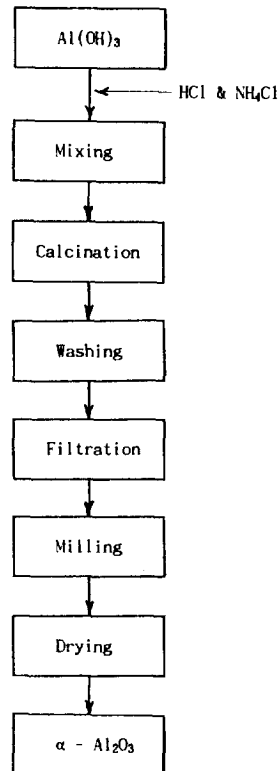 Al(OH)₃
HCl & NH₄Cl
Mixing
Calcination
Washing
Filtration
Milling
Drying
α - Al₂O₃